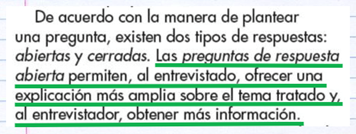 De acuerdo con la manera de plantear
una pregunta, existen dos tipos de respuestas:
abiertas y cerradas. Las preguntas de respuesta
abierta permiten, al entrevistado, ofrecer una
explicación más amplia sobre el tema tratado y,
al entrevistador, obtener más información.